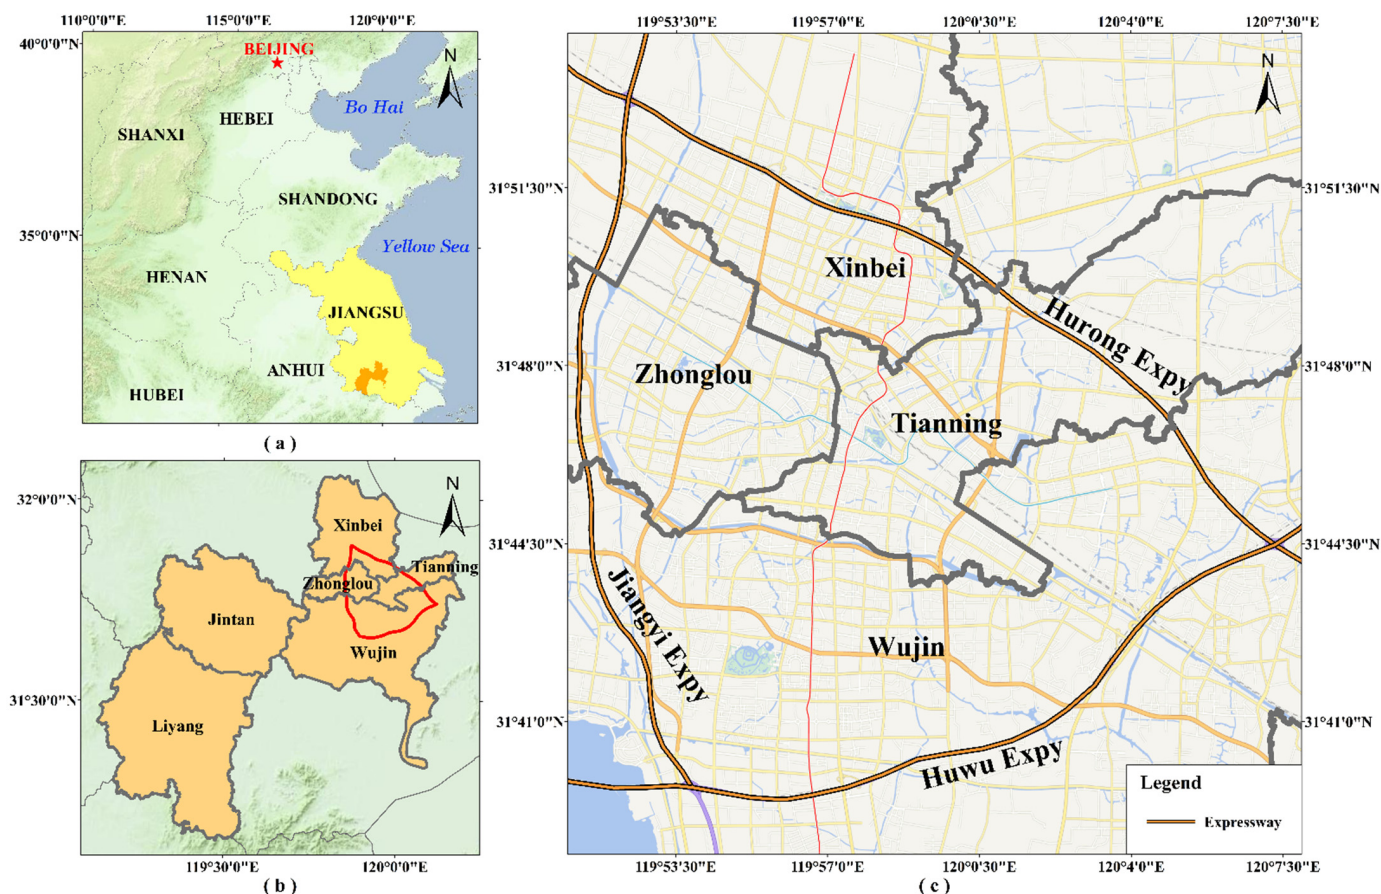 110°0'0"E 115°0'0"E 120°0'0"E
40°0'0"N
BEIJING
N
Bo Hai
HEBEI
SHANXI
SHANDONG
35°0'0"N
Yellow Sea
HENAN
JIANGSU
ANHUI
HUBEI
( a )
32°0'0"N
N
Xinbei
Tianning
Zhonglou
Jintan
Wujin
31°30'0"N
Liyang
119°30'0"E 120°0'0"E
( b )
119°53'30"E 119°57'0"E 120°0'30"E 120°4'0"E 120°7'30"E
N
31°51'30"N 31°51'30"N
Xinbei
Hurong Expy
31°48'0"N 31°48'0"N
Zhonglou
Tianning
31°44'30"N 31°44'30"N
Jiangyi Expy
Wujin
31°41'0"N 31°41'0"N
Huwu Expy
Legend
Expressway
119°53'30"E 119°57'0"E 120°0'30"E 120°4'0"E 120°7'30"E
( c )